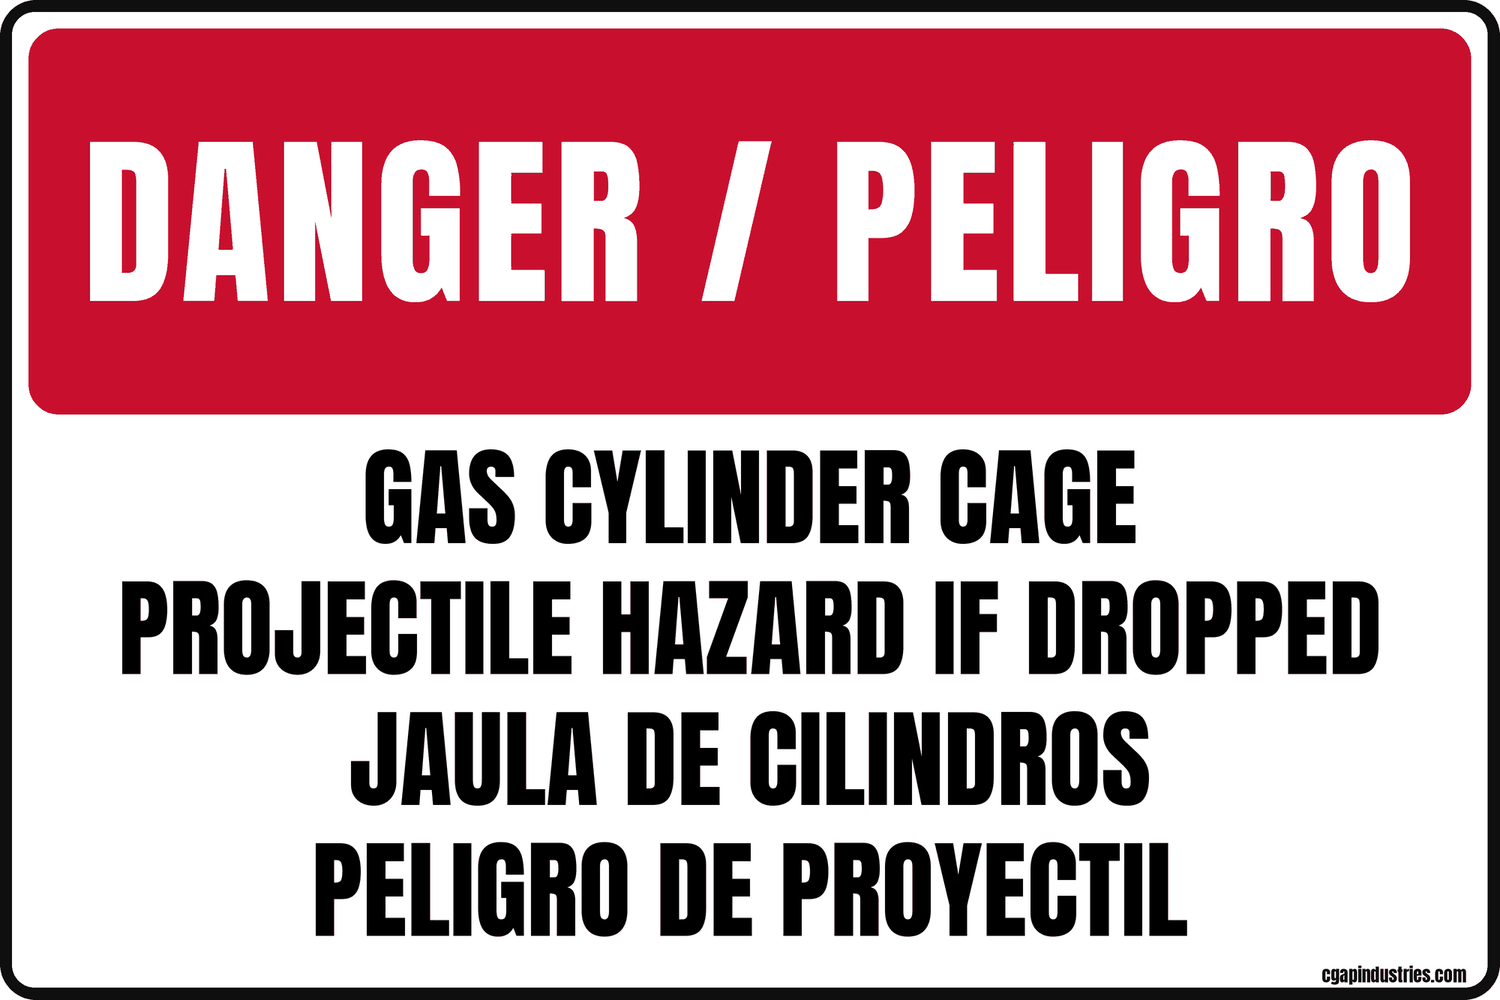 DANGER / PELIGRO
GAS CYLINDER CAGE
PROJECTILE HAZARD IF DROPPED
JAULA DE CILINDROS
PELIGRO DE PROYECTIL
cgapindustries.com